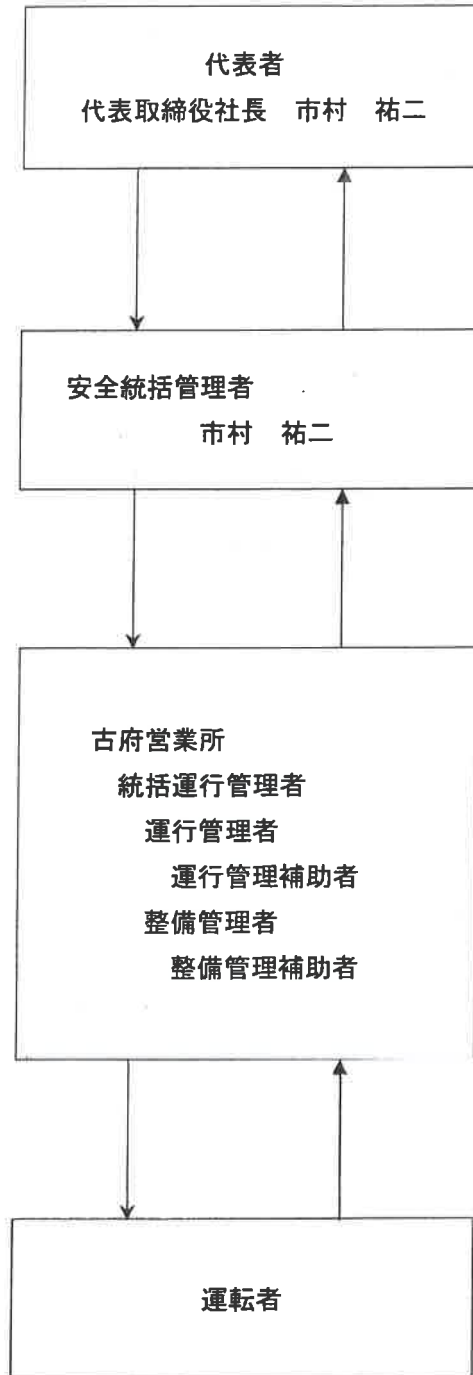 代表者
代表取締役社長　市村　祐二
安全統括管理者
市村　祐二
古府営業所
統括運行管理者
運行管理者
運行管理補助者
整備管理者
整備管理補助者
運転者